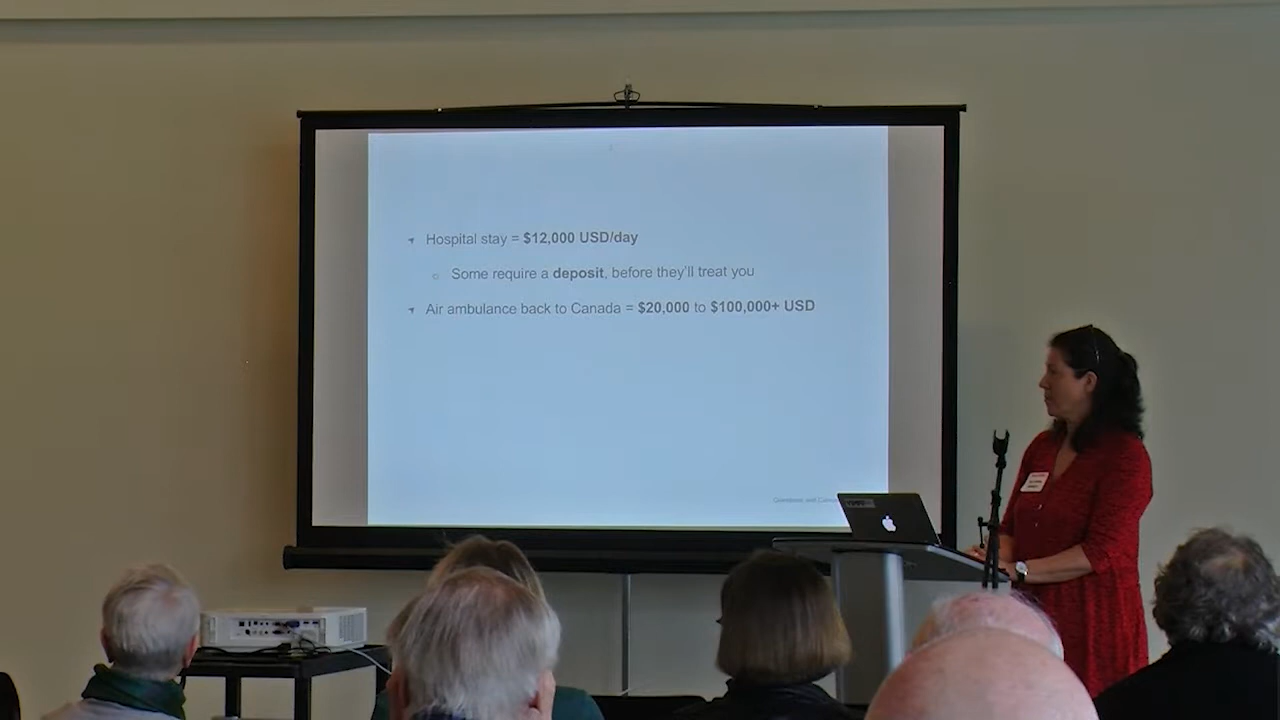 Hospital stay = $12,000 USD/day
Some require a deposit, before they'll treat you
Air ambulance back to Canada = $20,000 to $100,000+ USD